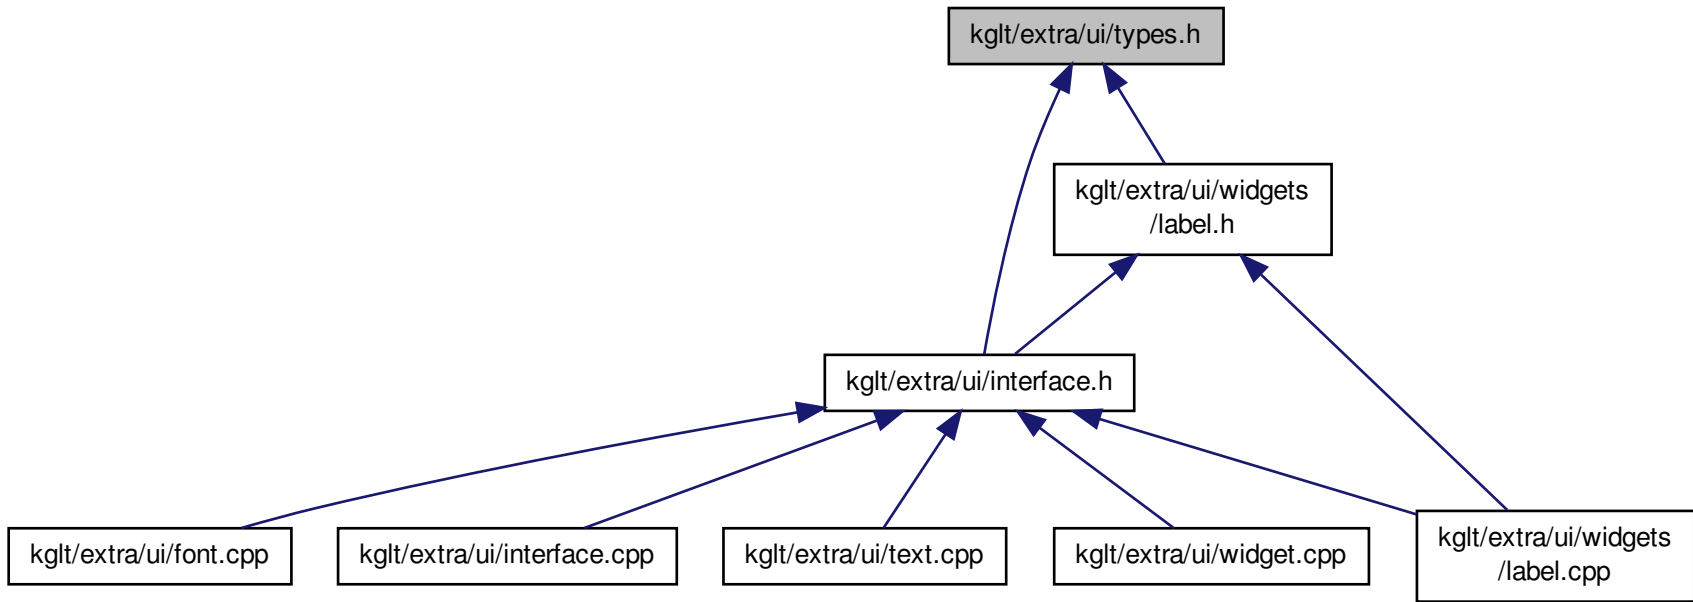 kglt/extra/ui/types.h
kglt/extra/ui/widgets
/label.h
kglt/extra/ui/interface.h
kglt/extra/ui/font.cpp
kglt/extra/ui/interface.cpp
kglt/extra/ui/text.cpp
kglt/extra/ui/widget.cpp
kglt/extra/ui/widgets
/label.cpp